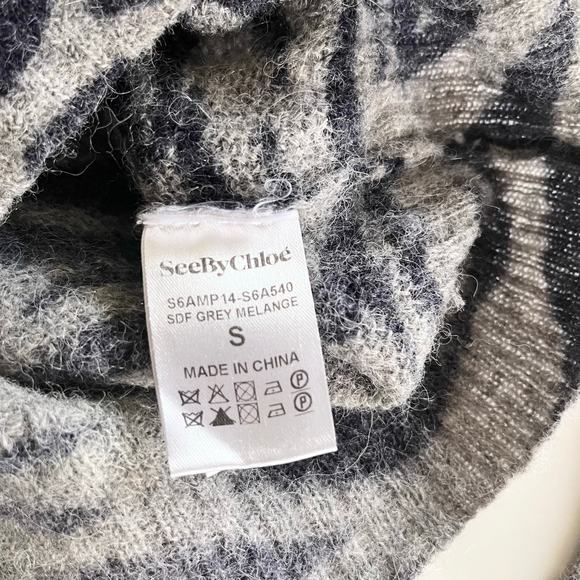 SeeByChloé
S6AMP14-S6A540
SDF GREY MELANGE
S
MADE IN CHINA
P
P